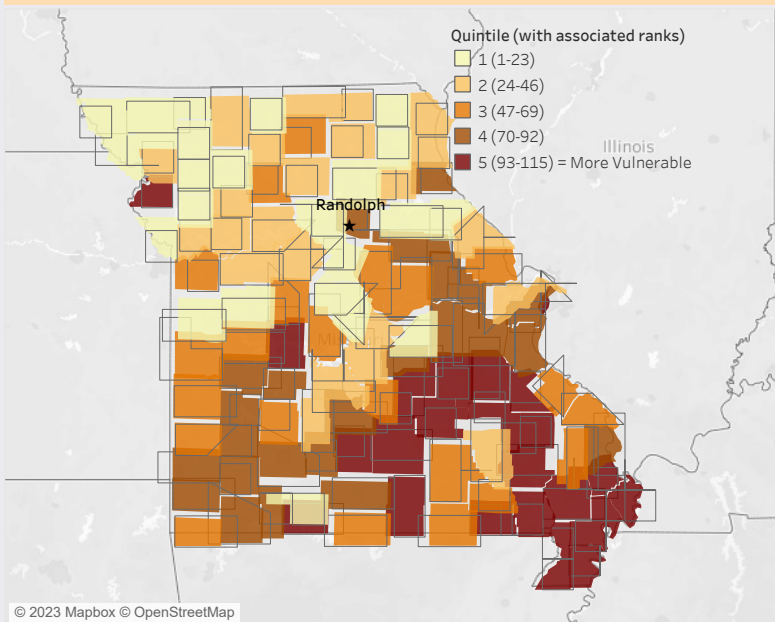 Quintile (with associated ranks)
1 (1-23)
2 (24-46)
3 (47-69)
4 (70-92)
5 (93-115) = More Vulnerable
Illinois
Randolph
© 2023 Mapbox © OpenStreetMap